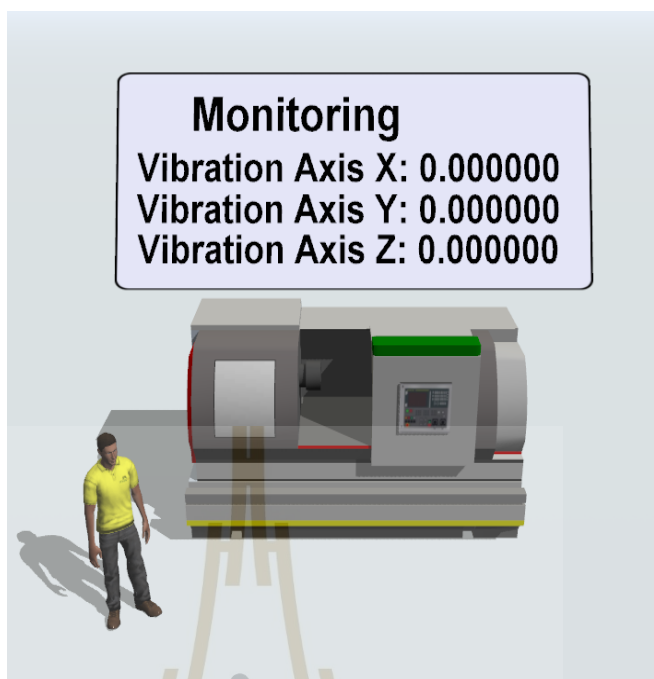 Monitoring
Vibration Axis X: 0.000000
Vibration Axis Y: 0.000000
Vibration Axis Z: 0.000000